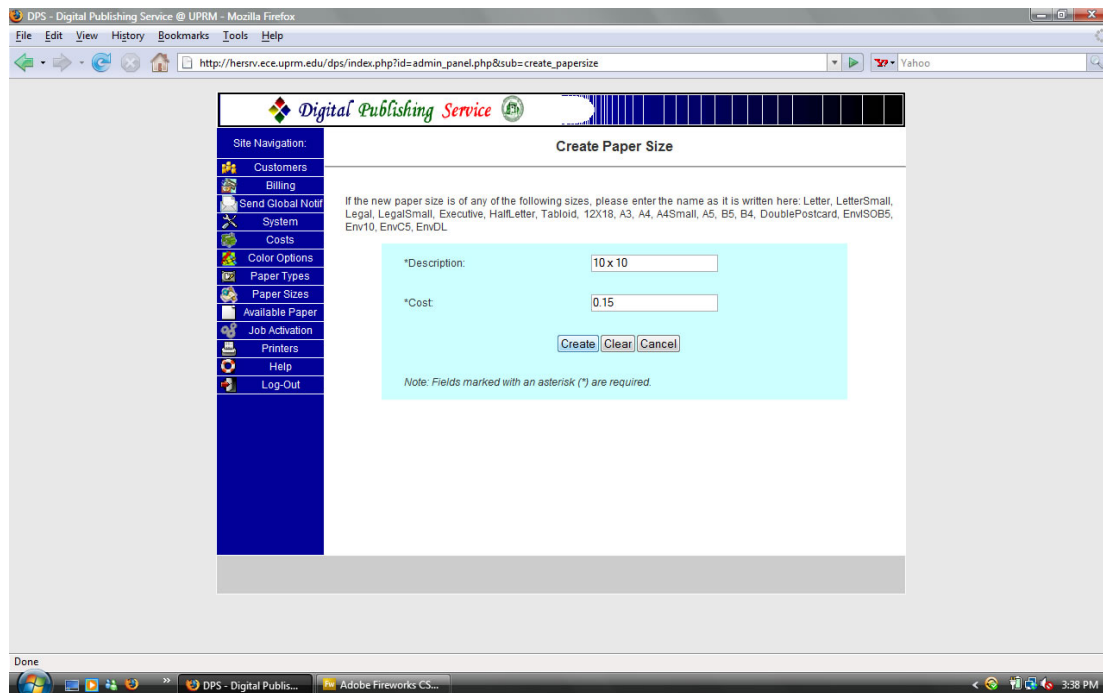 DPS - Digital Publishing Service @ UPRM - Mozilla Firefox
File Edit View History Bookmarks Tools Help
http://hersrv.ece.uprm.edu/dps/index.php?id=admin_panel.php&sub=create_papersize
Yahoo
Digital Publishing Service
Site Navigation:
Customers
Billing
Send Global Notif
System
Costs
Color Options
Paper Types
Paper Sizes
Available Paper
Job Activation
Printers
Help
Log-Out
Create Paper Size
If the new paper size is of any of the following sizes, please enter the name as it is written here: Letter, LetterSmall,
Legal, LegalSmall, Executive, HalfLetter, Tabloid, 12X18, A3, A4, A4Small, A5, B5, B4, DoublePostcard, EnvISOB5,
Env10, EnvC5, EnvDL
*Description: 10 x 10
*Cost: 0.15
Create Clear Cancel
Note: Fields marked with an asterisk (*) are required.
Done
DPS - Digital Publis... Fw Adobe Fireworks CS... 3:38 PM